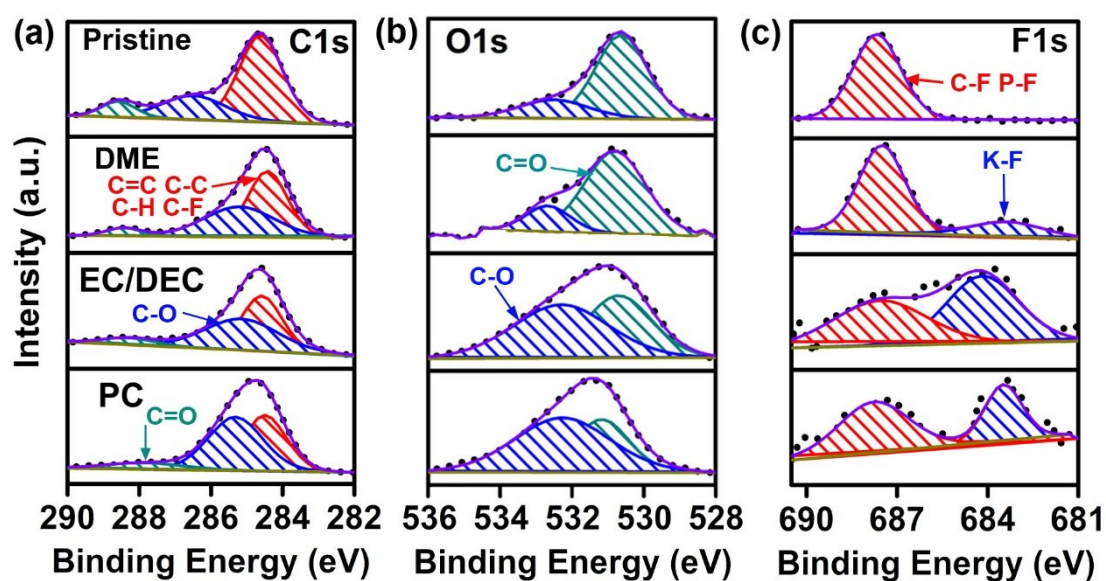 (a) Pristine C1s
DME
C=C C-C
C-H C-F
EC/DEC
C-O
PC
C=O
290 288 286 284 282
Binding Energy (eV)
Intensity (a.u.)
(b) O1s
C=O
C-O
536 534 532 530 528
Binding Energy (eV)
(c) F1s
C-F P-F
K-F
690 687 684 681
Binding Energy (eV)